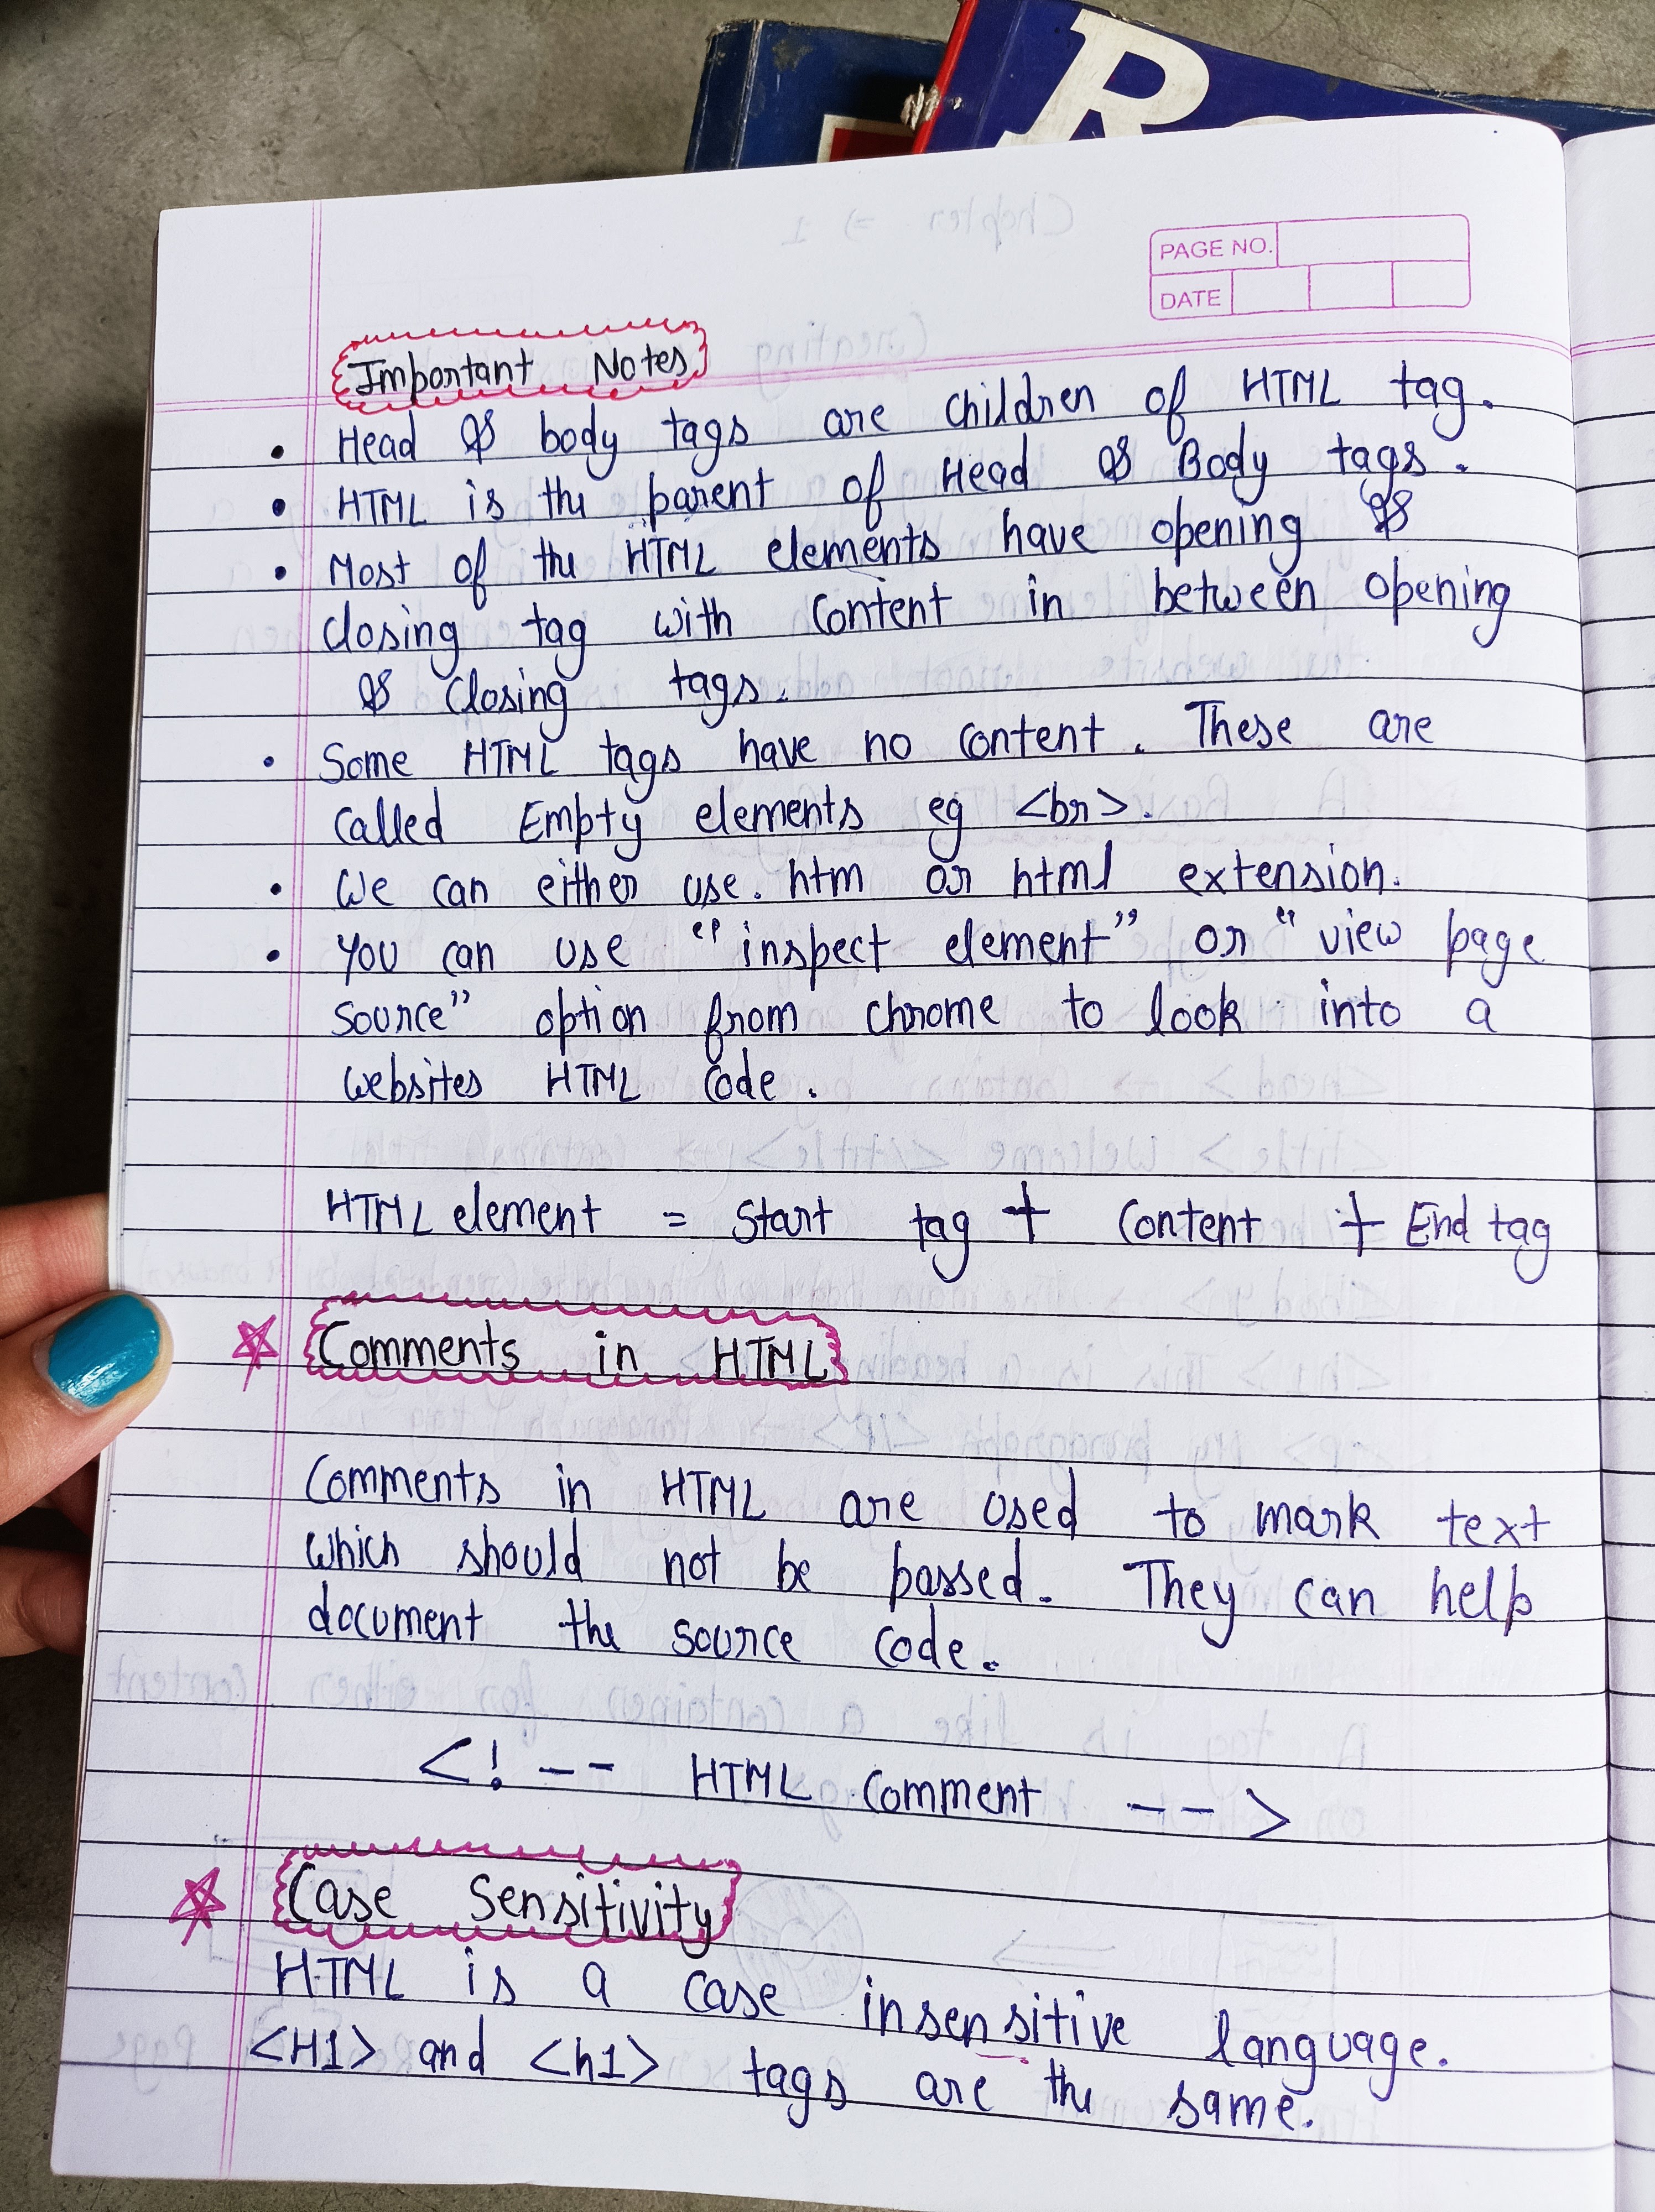 R
PAGE NO.
DATE
Important Notes
• Head & body tags are children of HTML tag.
• HTML is the parent of Head & Body tags.
• Most of the HTML elements have opening &
closing tag with content in between opening
& closing tags.
• Some HTML tags have no content. These are
called Empty elements eg <br>.
• We can either use .htm or html extension.
• You can use "inspect element" or "view page
source" option from chrome to look into a
websites HTML code.
HTML element = Start tag + Content + End tag
Comments in HTML
Comments in HTML are used to mark text
which should not be passed. They can help
document the source code.
<! -- HTML Comment -->
Case Sensitivity
HTML is a case insensitive language.
<H1> and <h1> tags are the same.